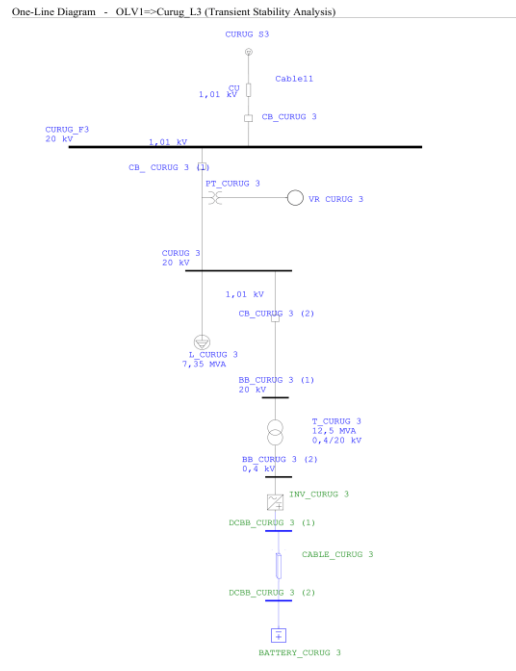 One-Line Diagram - OLV1=>Curug_L3 (Transient Stability Analysis)
CURUG S3
Cable11
CU
1,01 kV
CB_CURUG 3
CURUG_F3
20 kV
1,01 kV
CB_ CURUG 3 (1)
PT_CURUG 3
VR CURUG 3
CURUG 3
20 kV
1,01 kV
CB_CURUG 3 (2)
L_CURUG 3
7,35 MVA
BB_CURUG 3 (1)
20 kV
T_CURUG 3
12,5 MVA
0,4/20 kV
BB_CURUG 3 (2)
0,4 kV
INV_CURUG 3
DCBB_CURUG 3 (1)
CABLE_CURUG 3
DCBB_CURUG 3 (2)
BATTERY_CURUG 3